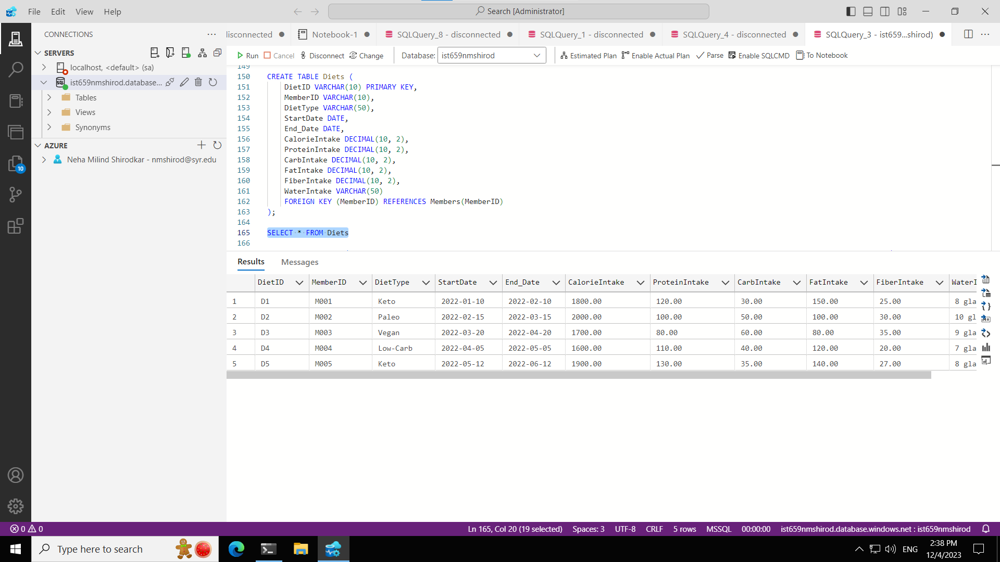 File Edit View Help
Search [Administrator]
CONNECTIONS
disconnected
Notebook-1
SQLQuery_8 - disconnected
SQLQuery_1 - disconnected
SQLQuery_4 - disconnected
SQLQuery_3 - ist659...shirod)
SERVERS
localhost, <default> (sa)
ist659nmshirod.database...
Tables
Views
Synonyms
AZURE
Neha Milind Shirodkar - nmshirod@syr.edu
10
Run Cancel Disconnect Change Database: ist659nmshirod Estimated Plan Enable Actual Plan Parse Enable SQLCMD To Notebook
149
150 CREATE TABLE Diets (
151 DietID VARCHAR(10) PRIMARY KEY,
152 MemberID VARCHAR(10),
153 DietType VARCHAR(50),
154 StartDate DATE,
155 End_Date DATE,
156 CalorieIntake DECIMAL(10, 2),
157 ProteinIntake DECIMAL(10, 2),
158 CarbIntake DECIMAL(10, 2),
159 FatIntake DECIMAL(10, 2),
160 FiberIntake DECIMAL(10, 2),
161 WaterIntake VARCHAR(50)
162 FOREIGN KEY (MemberID) REFERENCES Members(MemberID)
163 );
164
165 SELECT * FROM Diets
166
Results Messages
DietID MemberID DietType StartDate End_Date CalorieIntake ProteinIntake CarbIntake FatIntake FiberIntake WaterI
1 D1 M001 Keto 2022-01-10 2022-02-10 1800.00 120.00 30.00 150.00 25.00 8 gla
2 D2 M002 Paleo 2022-02-15 2022-03-15 2000.00 100.00 50.00 100.00 30.00 10 gl
3 D3 M003 Vegan 2022-03-20 2022-04-20 1700.00 80.00 60.00 80.00 35.00 9 gla
4 D4 M004 Low-Carb 2022-04-05 2022-05-05 1600.00 110.00 40.00 120.00 20.00 7 gla
5 D5 M005 Keto 2022-05-12 2022-06-12 1900.00 130.00 35.00 140.00 27.00 8 gla
0 0
Ln 165, Col 20 (19 selected) Spaces: 3 UTF-8 CRLF 5 rows MSSQL 00:00:00 ist659nmshirod.database.windows.net : ist659nmshirod
Type here to search
ENG
2:38 PM
12/4/2023